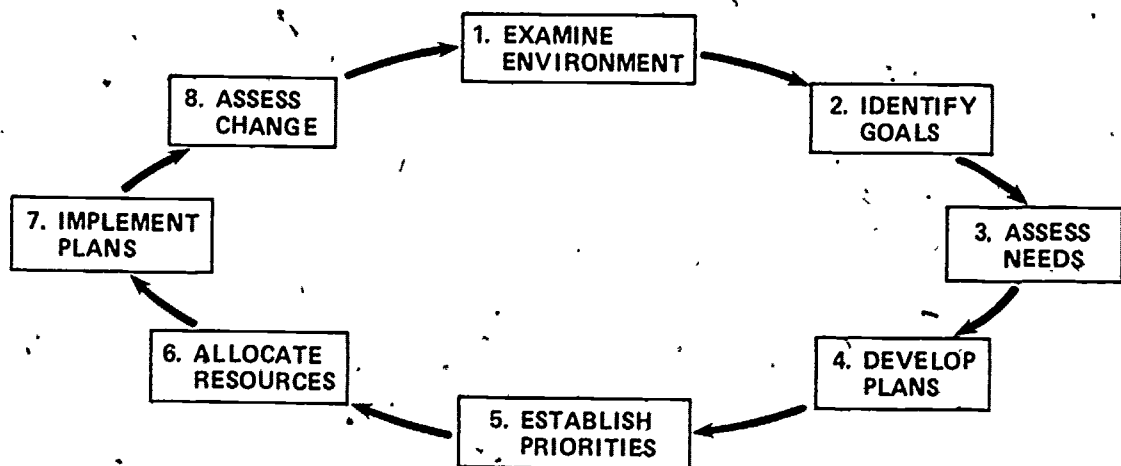 1. EXAMINE
ENVIRONMENT
2. IDENTIFY
GOALS
3. ASSESS
NEEDS
4. DEVELOP
PLANS
5. ESTABLISH
PRIORITIES
6. ALLOCATE
RESOURCES
7. IMPLEMENT
PLANS
8. ASSESS
CHANGE